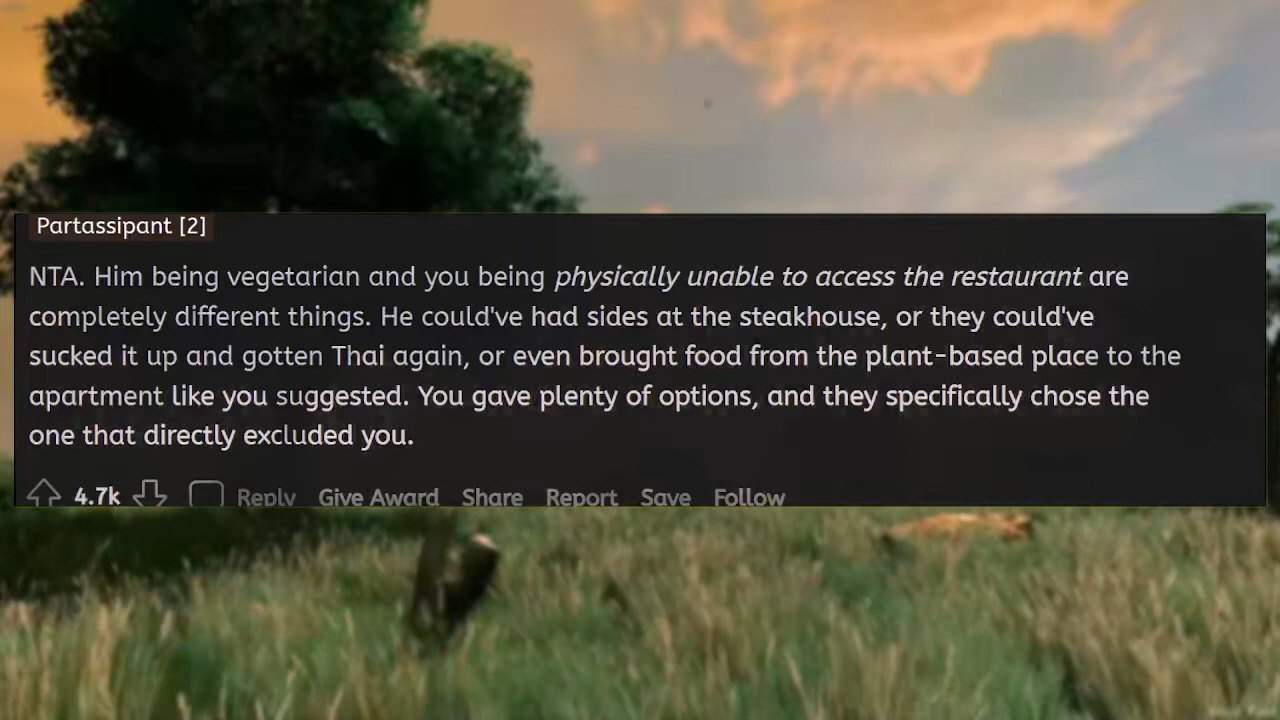 Partassipant [2]
NTA. Him being vegetarian and you being physically unable to access the restaurant are
completely different things. He could've had sides at the steakhouse, or they could've
sucked it up and gotten Thai again, or even brought food from the plant-based place to the
apartment like you suggested. You gave plenty of options, and they specifically chose the
one that directly excluded you.
4.7k Reply Give Award Share Report Save Follow